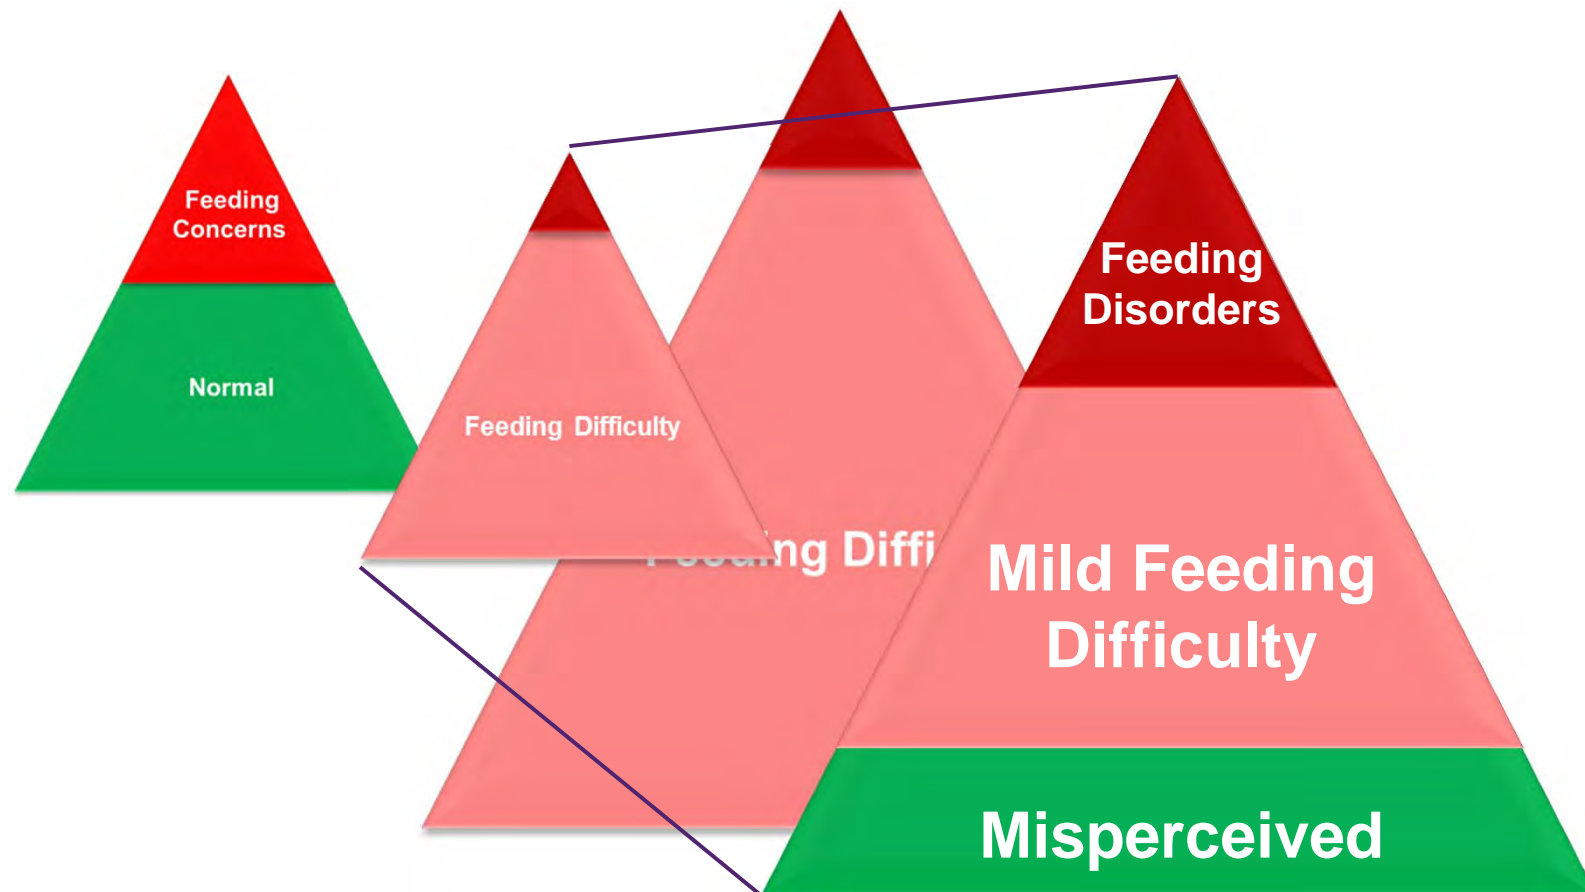 Feeding
Concerns
Normal
Feeding Difficulty
Feeding
Disorders
Mild Feeding
Difficulty
Misperceived